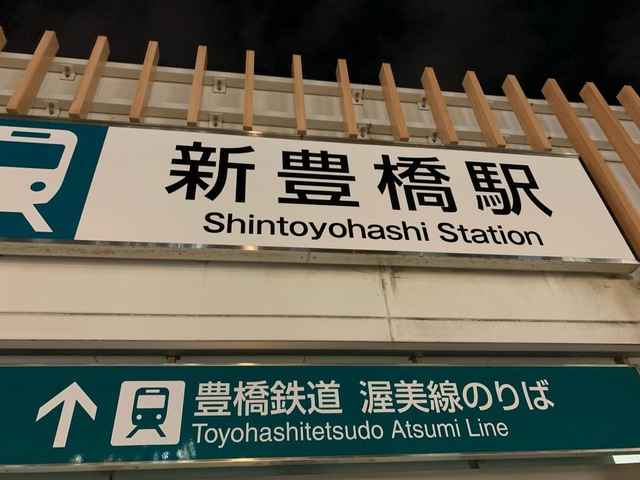 新豊橋駅
Shintoyohashi Station
豊橋鉄道 渥美線のりば
Toyohashitetsudo Atsumi Line